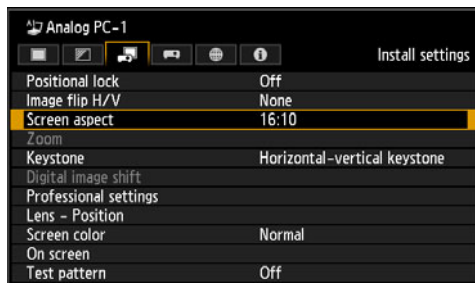 Analog PC-1
Install settings
Positional lock Off
Image flip H/V None
Screen aspect 16:10
Zoom
Keystone Horizontal-vertical keystone
Digital image shift
Professional settings
Lens - Position
Screen color Normal
On screen
Test pattern Off